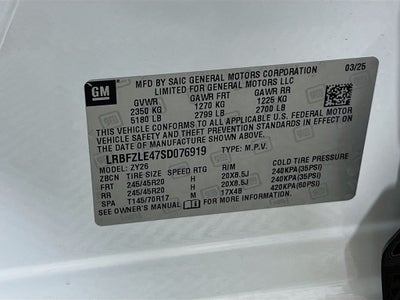 GM
MFD BY SAIC GENERAL MOTORS CORPORATION 03/25
LIMITED FOR GENERAL MOTORS LLC
GVWR GAWR FRT GAWR RR
2350 KG 1270 KG 1225 KG
5180 LB 2799 LB 2700 LB
THIS VEHICLE CONFORMS TO ALL APPLICABLE U.S. FEDERAL MOTOR
VEHICLE SAFETY AND THEFT PREVENTION STANDARDS IN
EFFECT ON THE DATE OF MANUFACTURE SHOWN ABOVE.
LRBFZLE47SD076919 TYPE: M.P.V.
MODEL: ZY26
ZBCN TIRE SIZE SPEED RTG RIM COLD TIRE PRESSURE
FRT 245/45R20 H 20X8.5J 240KPA(35PSI)
RR 245/45R20 H 20X8.5J 240KPA(35PSI)
SPA T145/70R17 M 17X4B 420KPA(60PSI)
SEE OWNER'S MANUAL FOR MORE INFORMATION